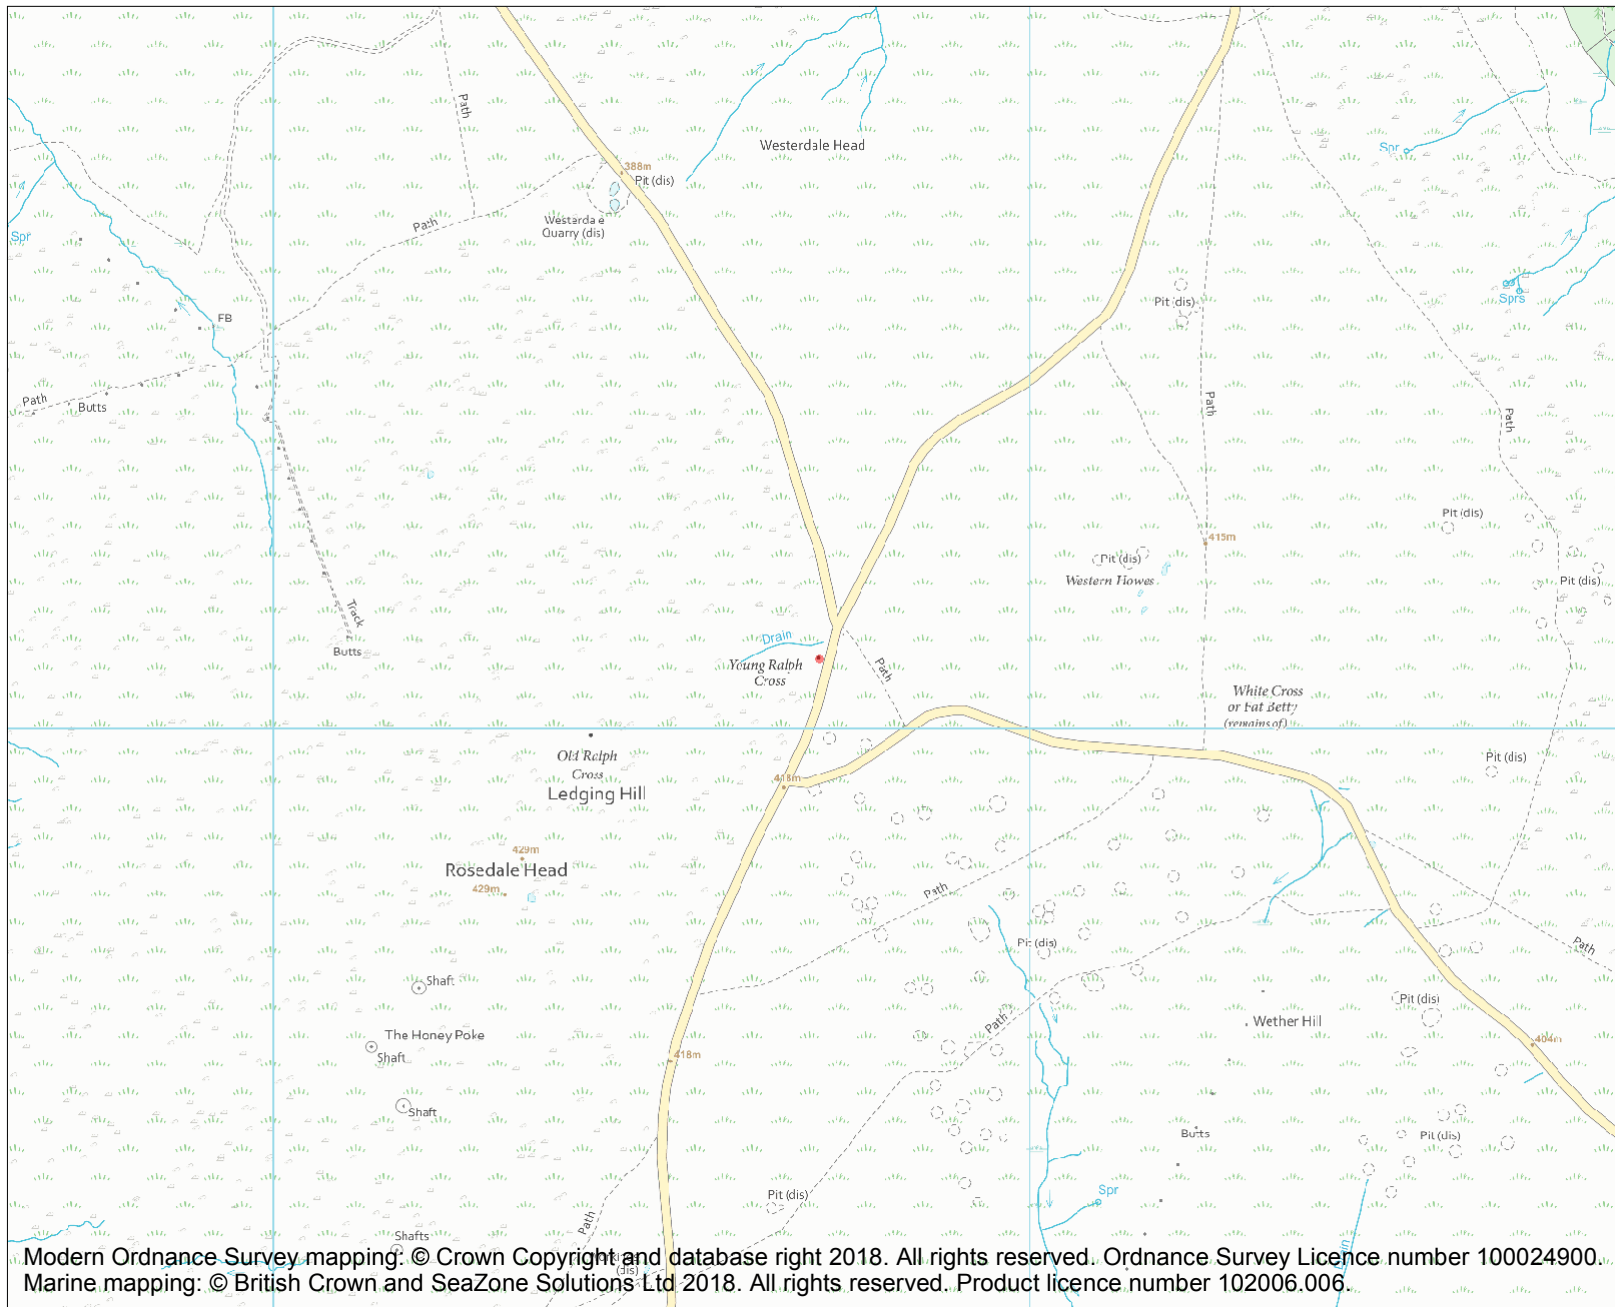 Path
388m
Pit (dis)
Westerdale Head
Spr
Path
Westerdale
Quarry (dis)
Spr
Sprs
Pit (dis)
FB
Path
Butts
Path
Path
Pit (dis)
415m
Pit (dis)
Western Howes
Pit (dis)
Track
Butts
Drain
Young Ralph
Cross
Path
White Cross
or Fat Betty
(remains of)
Old Ralph
Cross
Ledging Hill
418m
Pit (dis)
429m
Rosedale Head
429m
Path
Pit (dis)
Path
Shaft
Pit (dis)
Path
Wether Hill
The Honey Poke
Shaft
418m
404m
Shaft
Butts
Pit (dis)
Spr
Pit (dis)
Path
Shafts
(dis)
Drain
Modern Ordnance Survey mapping: © Crown Copyright and database right 2018. All rights reserved. Ordnance Survey Licence number 100024900.
Marine mapping: © British Crown and SeaZone Solutions Ltd 2018. All rights reserved. Product licence number 102006.006.